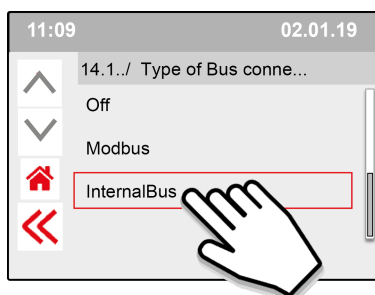 11:09 02.01.19
14.1../ Type of Bus conne...
Off
Modbus
InternalBus